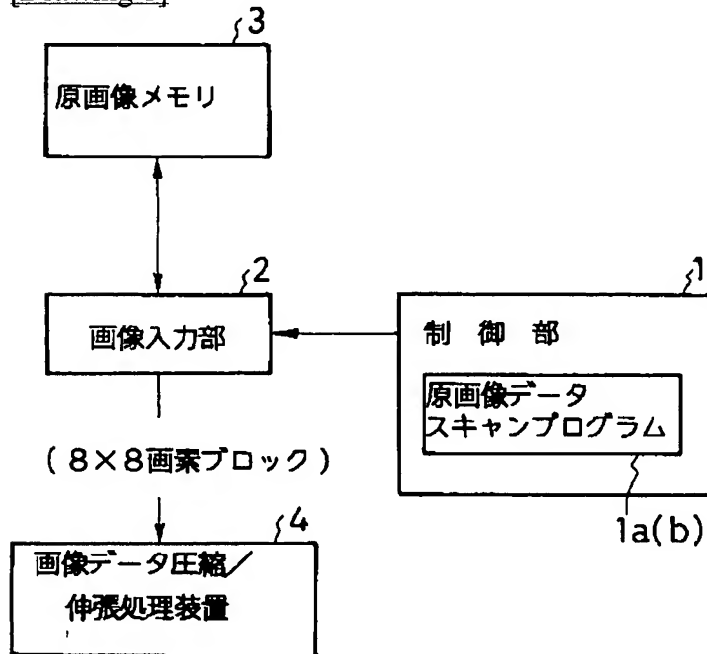 3
原画像メモリ
2
画像入力部
1
制 御 部
原画像データ
スキャンプログラム
1a(b)
(8×8画素ブロック)
4
画像データ圧縮/
伸張処理装置